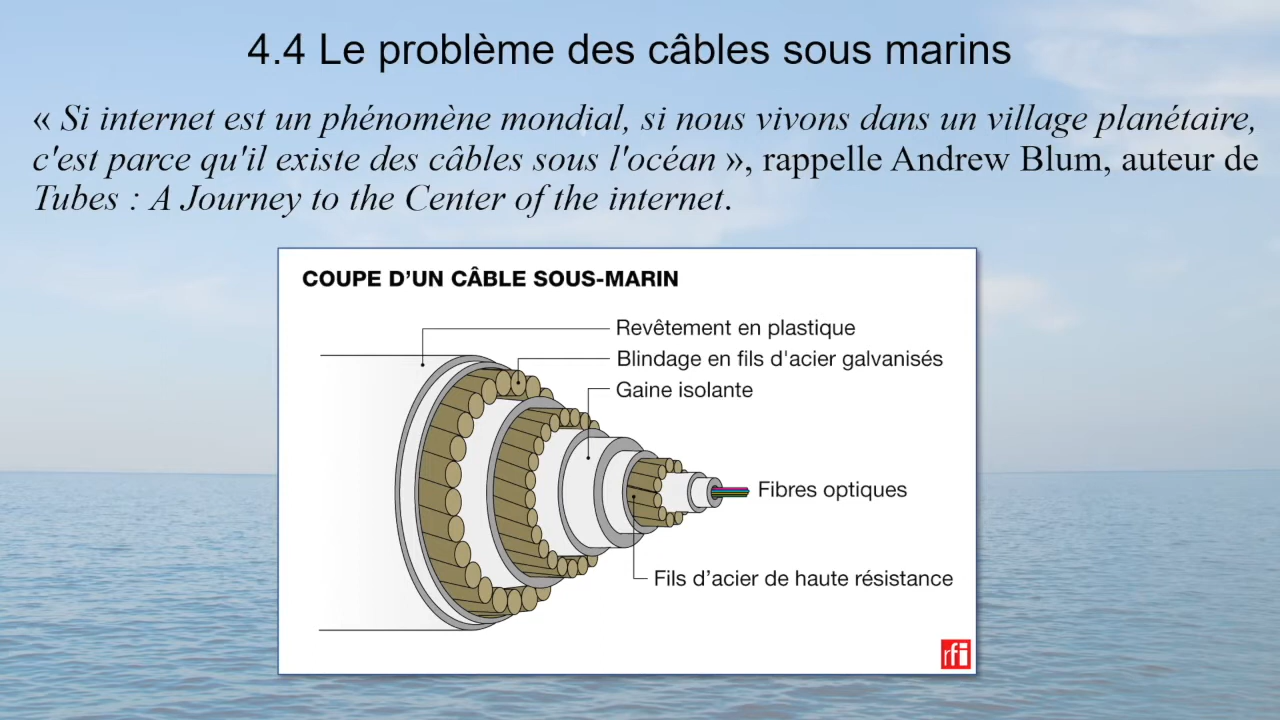 4.4 Le problème des câbles sous marins
« Si internet est un phénomène mondial, si nous vivons dans un village planétaire,
c'est parce qu'il existe des câbles sous l'océan », rappelle Andrew Blum, auteur de
Tubes : A Journey to the Center of the internet.
COUPE D’UN CÂBLE SOUS-MARIN
Revêtement en plastique
Blindage en fils d'acier galvanisés
Gaine isolante
Fibres optiques
Fils d’acier de haute résistance
rfi